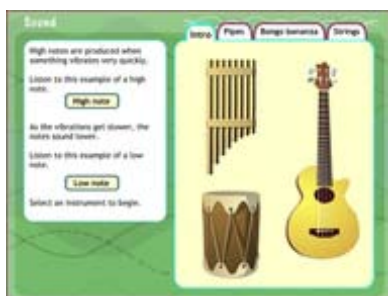 Sound
Intro Pipes Bongo bonanza Strings
High notes are produced when
something vibrates very quickly.
Listen to this example of a high
note.
High note
As the vibrations get slower, the
notes sound lower.
Listen to this example of a low
note.
Low note
Select an instrument to begin.